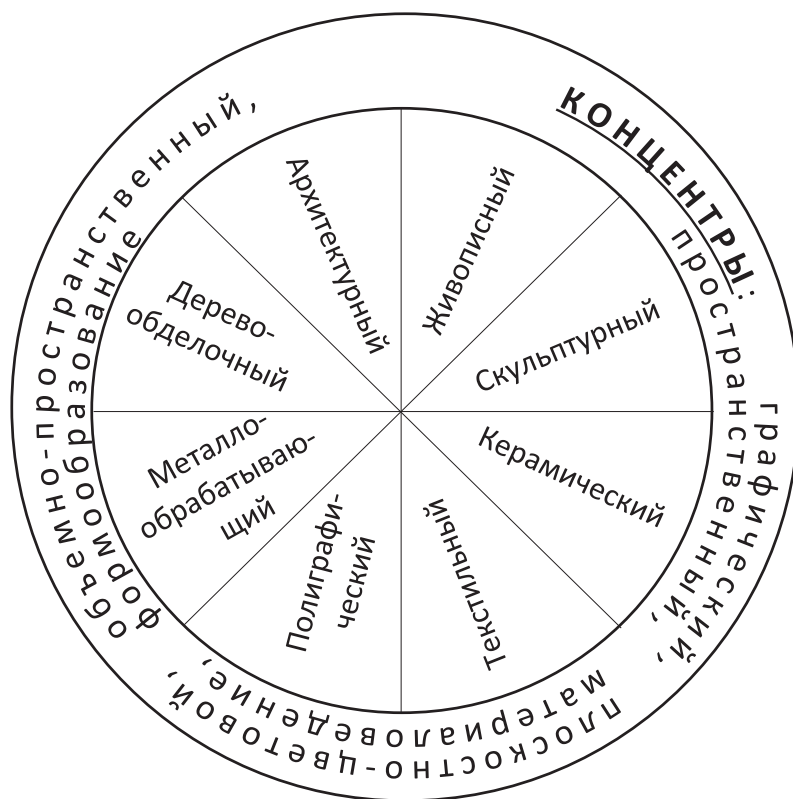 КОНЦЕНТРЫ:
графический,
плоскостно-цветовой,
объемно-пространственный,
пространственный,
материаловедение,
формообразование
Живописный
Скульптурный
Керамический
Текстильный
Полиграфи-
ческий
Металло-
обрабатываю-
щий
Дерево-
обделочный
Архитектурный